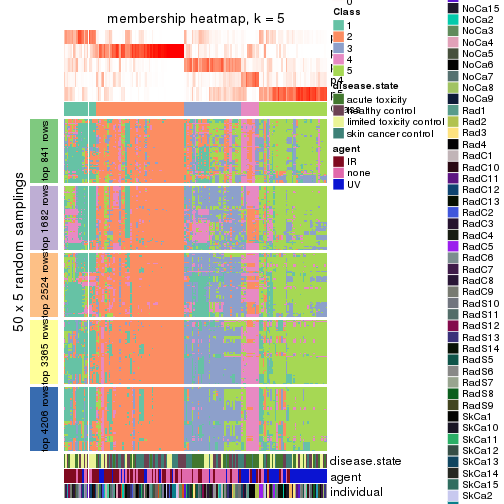 membership heatmap, k = 5
50 x 5 random samplings
top 841 rows
top 1682 rows
top 2524 rows
top 3365 rows
top 4206 rows
disease.state
agent
individual
Class
1
2
3
4
5
disease.state
acute toxicity
healthy control
limited toxicity control
skin cancer control
agent
IR
none
UV
NoCa15
NoCa2
NoCa3
NoCa4
NoCa5
NoCa6
NoCa7
NoCa8
NoCa9
Rad1
Rad2
Rad3
Rad4
RadC1
RadC10
RadC11
RadC12
RadC13
RadC2
RadC3
RadC4
RadC5
RadC6
RadC7
RadC8
RadC9
RadS10
RadS11
RadS12
RadS13
RadS14
RadS5
RadS6
RadS7
RadS8
RadS9
SkCa1
SkCa10
SkCa11
SkCa12
SkCa13
SkCa14
SkCa15
SkCa2